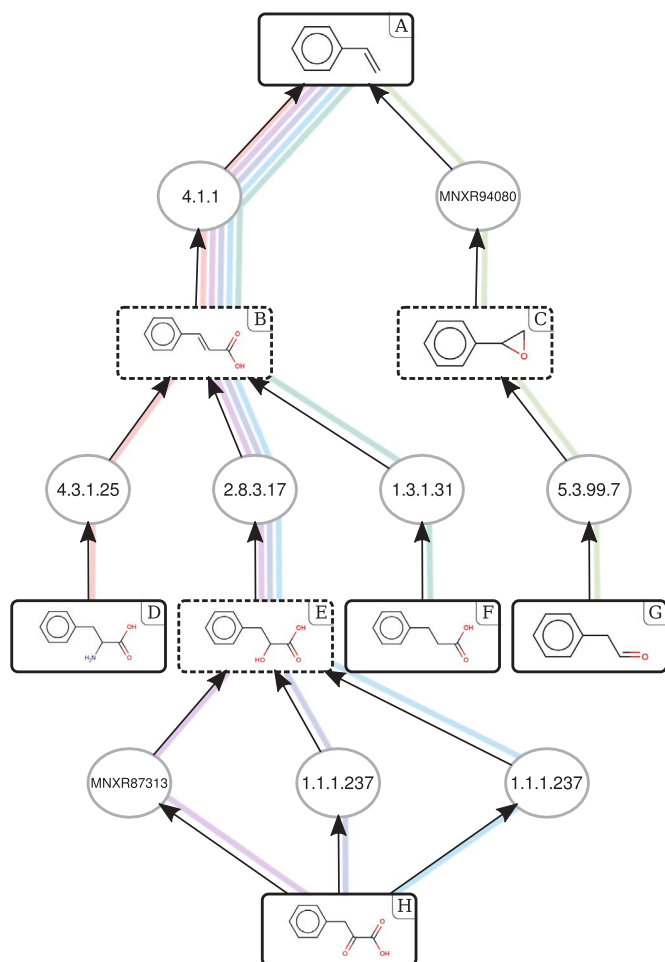 A
4.1.1
MNXR94080
B
O
OH
C
O
4.3.1.25
2.8.3.17
1.3.1.31
5.3.99.7
D
OH
H₂N
O
E
OH
OH
O
F
OH
O
G
O
MNXR87313
1.1.1.237
1.1.1.237
H
O
O
OH